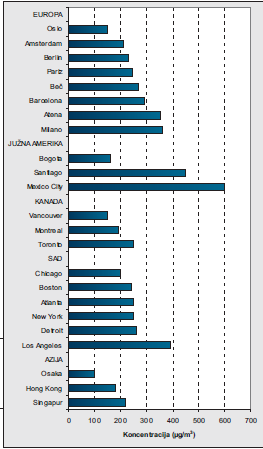 EUROPA
Oslo
Amsterdam
Berlin
Pariz
Beč
Barcelona
Atena
Milano
JUŽNA AMERIKA
Bogota
Santiago
Mexico City
KANADA
Vancouver
Montreal
Toronto
SAD
Chicago
Boston
Atlanta
New York
Detroit
Los Angeles
AZIJA
Osaka
Hong Kong
Singapur
0 100 200 300 400 500 600 700
Koncentracija (µg/m³)